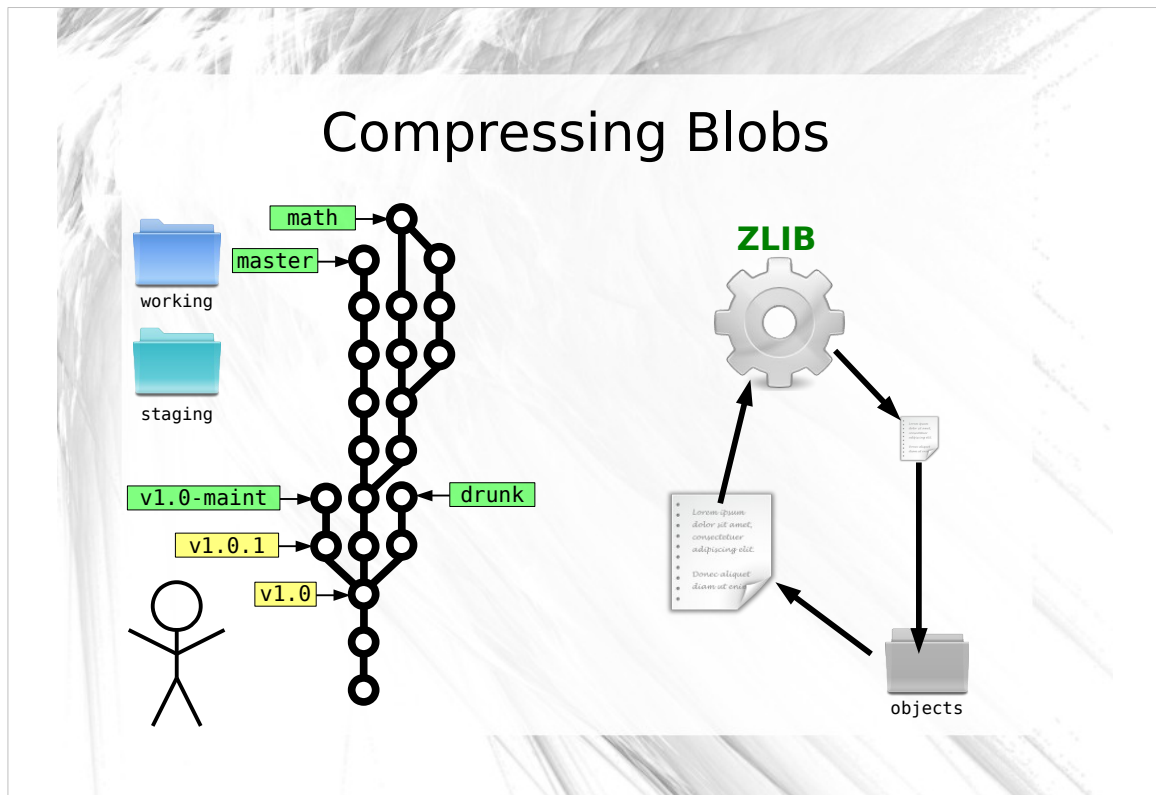 Compressing Blobs
math
master
working
staging
v1.0-maint
drunk
v1.0.1
v1.0
ZLIB
Lorem ipsum
dolor sit amet,
consectetuer
adipiscing elit.
Donec aliquet
diam ut enim
objects